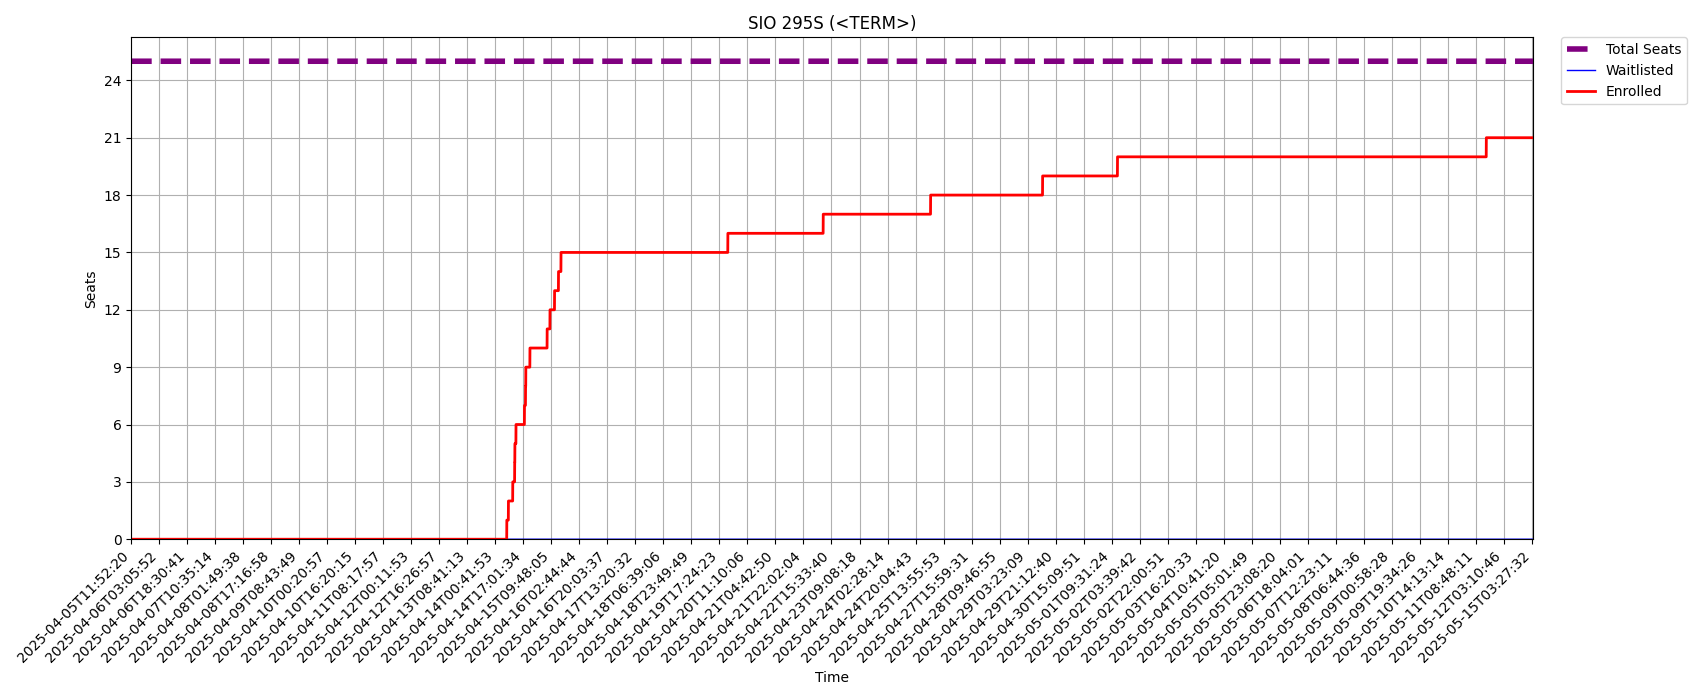 SIO 295S (<TERM>)
Total Seats
Waitlisted
Enrolled
Seats
24
21
18
15
12
9
6
3
0
2025-04-05T11:52:20
2025-04-06T03:05:52
2025-04-06T18:30:41
2025-04-07T10:35:14
2025-04-08T01:49:38
2025-04-08T17:16:58
2025-04-09T08:43:49
2025-04-10T00:20:57
2025-04-10T16:20:15
2025-04-11T08:17:57
2025-04-12T00:11:53
2025-04-12T16:26:57
2025-04-13T08:41:13
2025-04-14T00:41:53
2025-04-14T17:01:34
2025-04-15T09:48:05
2025-04-16T02:44:44
2025-04-16T20:03:37
2025-04-17T13:20:32
2025-04-18T06:39:06
2025-04-18T23:49:49
2025-04-19T17:24:23
2025-04-20T11:10:06
2025-04-21T04:42:50
2025-04-21T22:02:04
2025-04-22T15:33:40
2025-04-23T09:08:18
2025-04-24T02:28:14
2025-04-24T20:04:43
2025-04-25T13:55:53
2025-04-27T17:59:31
2025-04-28T09:46:55
2025-04-29T03:23:09
2025-04-29T21:12:40
2025-04-30T15:09:51
2025-05-01T09:31:24
2025-05-02T03:39:42
2025-05-02T22:00:51
2025-05-03T16:20:33
2025-05-04T10:41:20
2025-05-05T05:01:49
2025-05-05T23:08:20
2025-05-06T18:04:01
2025-05-07T12:23:11
2025-05-08T06:44:36
2025-05-09T00:58:28
2025-05-09T19:34:26
2025-05-10T14:13:14
2025-05-11T08:48:11
2025-05-12T03:10:46
2025-05-15T03:27:32
Time